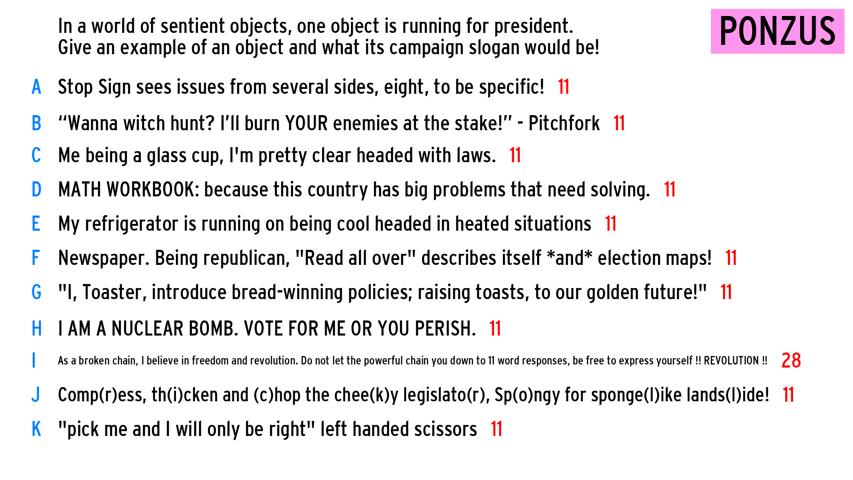 In a world of sentient objects, one object is running for president.
Give an example of an object and what its campaign slogan would be!
PONZUS
A Stop Sign sees issues from several sides, eight, to be specific! 11
B “Wanna witch hunt? I’ll burn YOUR enemies at the stake!” - Pitchfork 11
C Me being a glass cup, I'm pretty clear headed with laws. 11
D MATH WORKBOOK: because this country has big problems that need solving. 11
E My refrigerator is running on being cool headed in heated situations 11
F Newspaper. Being republican, "Read all over" describes itself *and* election maps! 11
G "I, Toaster, introduce bread-winning policies; raising toasts, to our golden future!" 11
H I AM A NUCLEAR BOMB. VOTE FOR ME OR YOU PERISH. 11
I As a broken chain, I believe in freedom and revolution. Do not let the powerful chain you down to 11 word responses, be free to express yourself !! REVOLUTION !! 28
J Comp(r)ess, th(i)cken and (c)hop the chee(k)y legislato(r), Sp(o)ngy for sponge(l)ike lands(l)ide! 11
K "pick me and I will only be right" left handed scissors 11